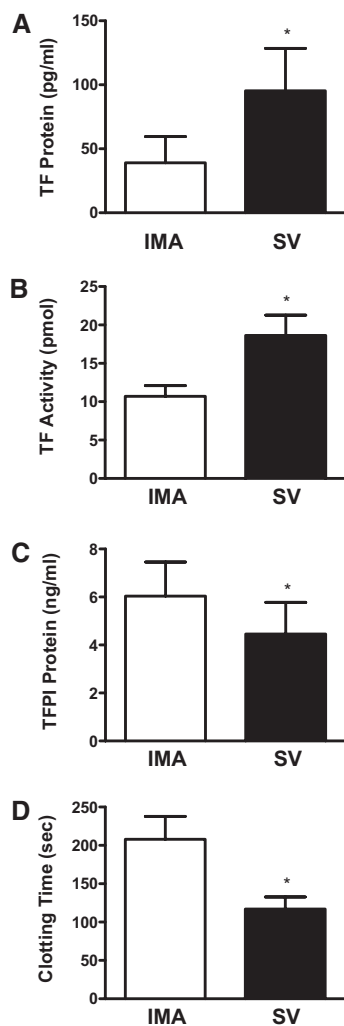 A
TF Protein (pg/ml)
150
100
50
0
*
IMA SV
B
TF Activity (pmol)
25
20
15
10
5
0
*
IMA SV
C
TFPI Protein (ng/ml)
8
6
4
2
0
*
IMA SV
D
Clotting Time (sec)
250
200
150
100
50
0
*
IMA SV